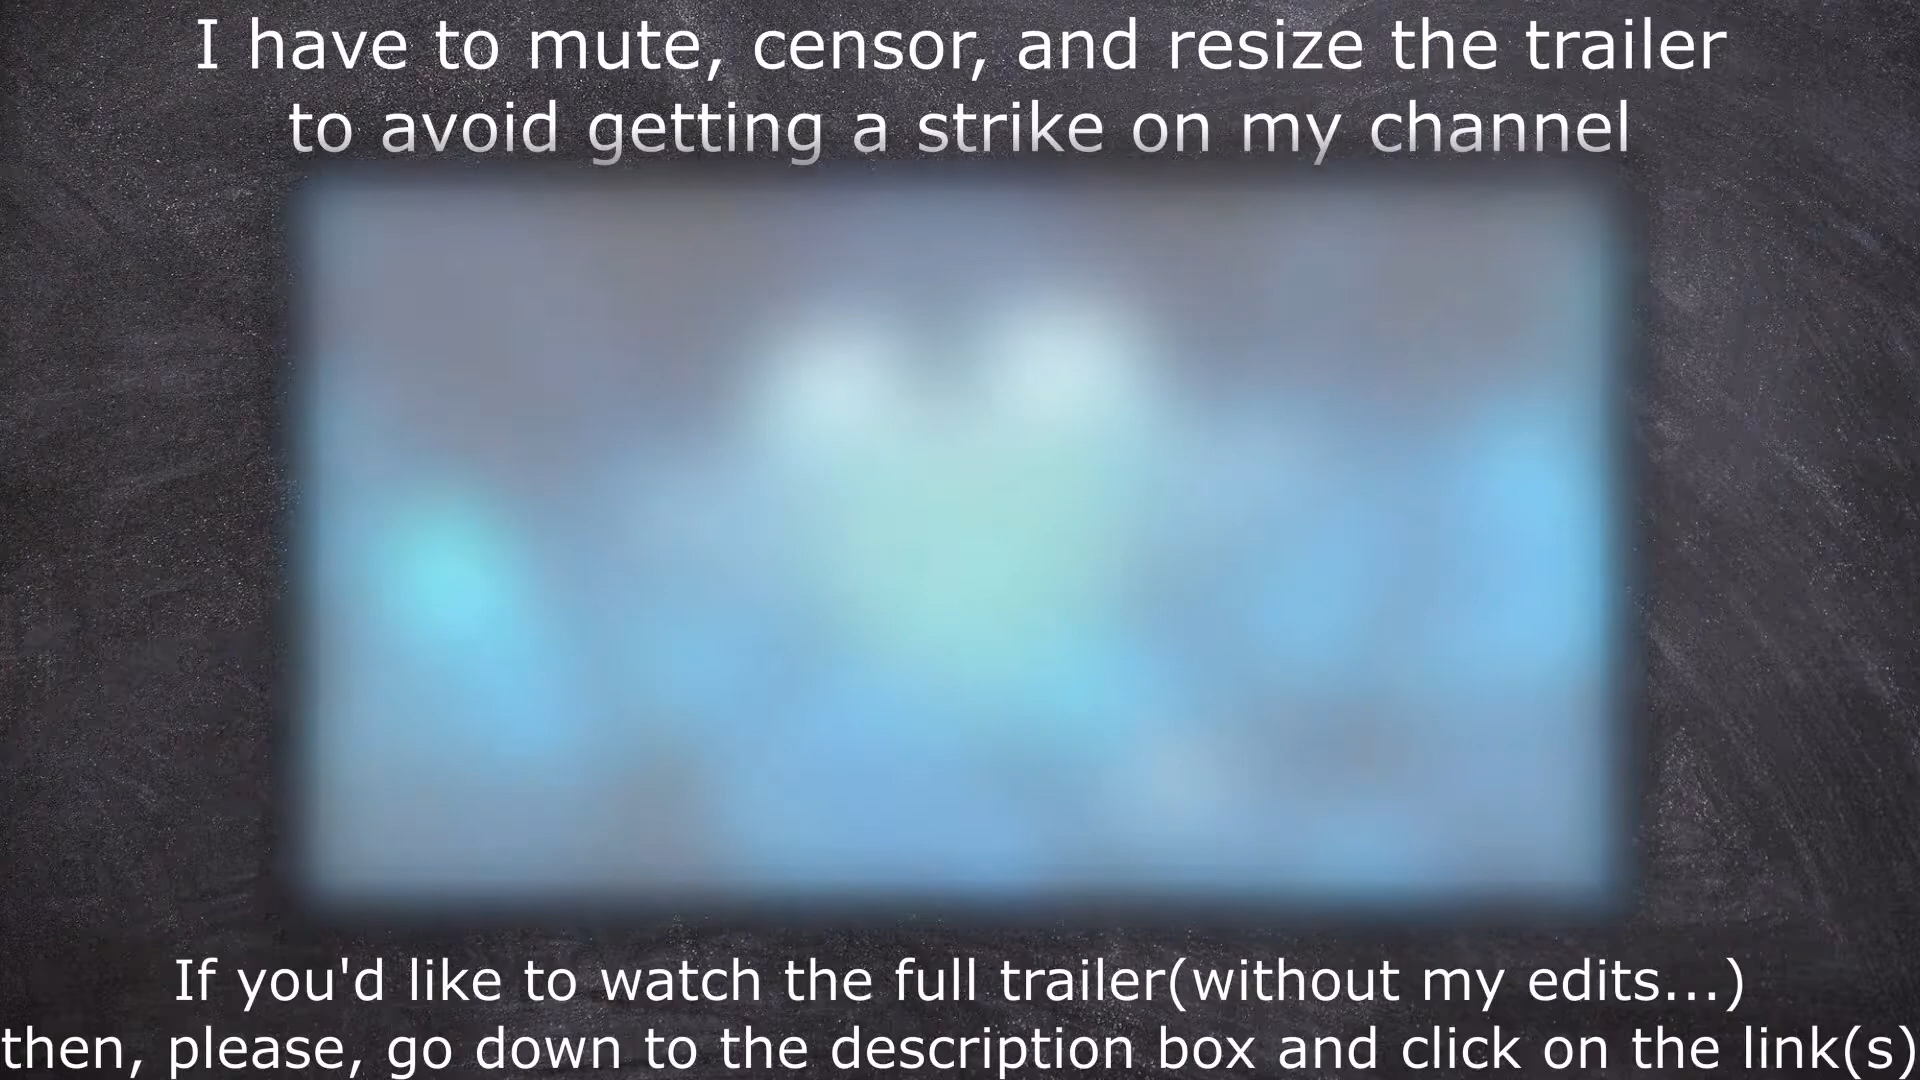 I have to mute, censor, and resize the trailer
to avoid getting a strike on my channel
If you'd like to watch the full trailer(without my edits...)
then, please, go down to the description box and click on the link(s)